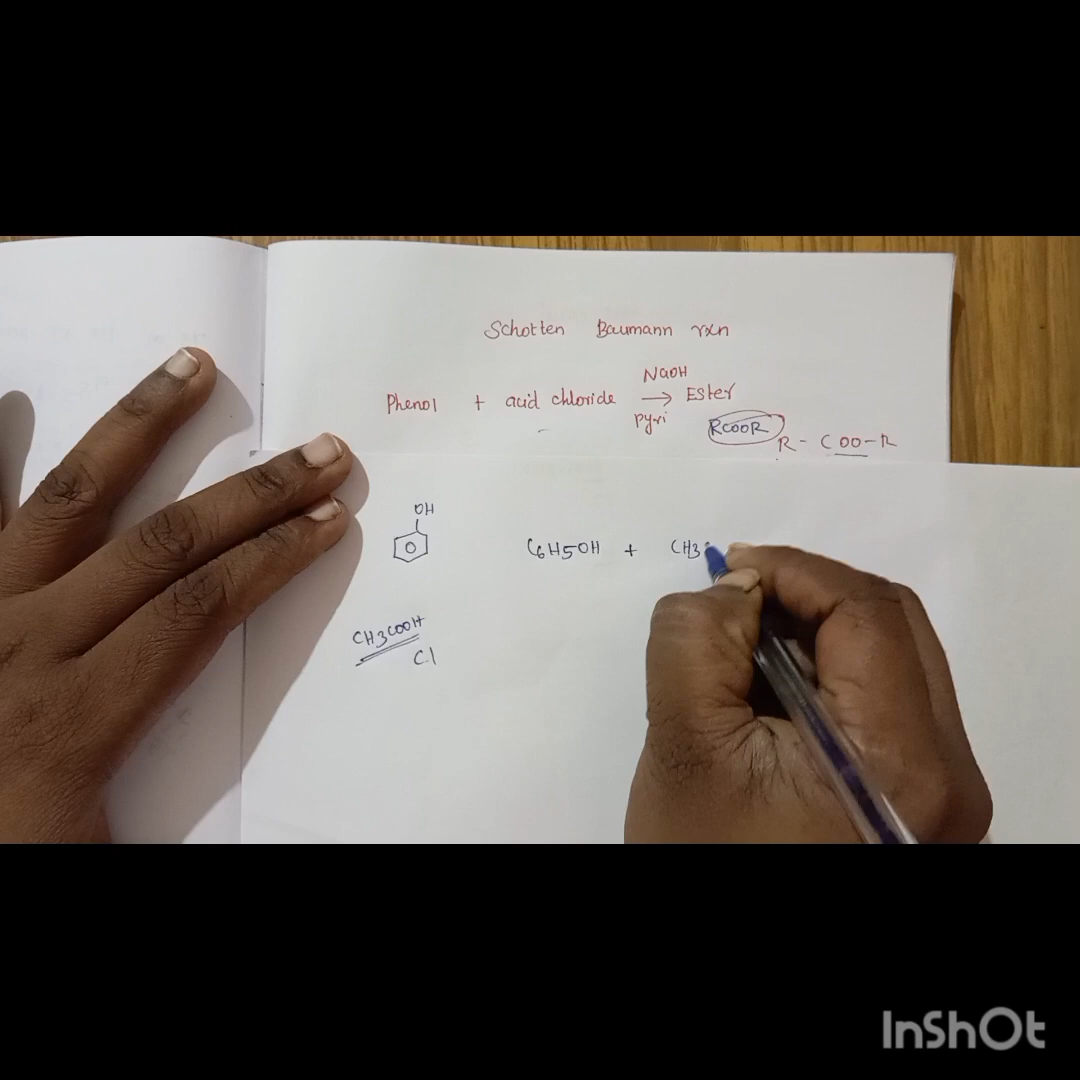 Schotten Baumann rxn
NaOH
Phenol + acid chloride → Ester
pyri
RCOOR
R - COO-R
OH
C6H5OH + CH3
CH3COOH
Cl
InShOt